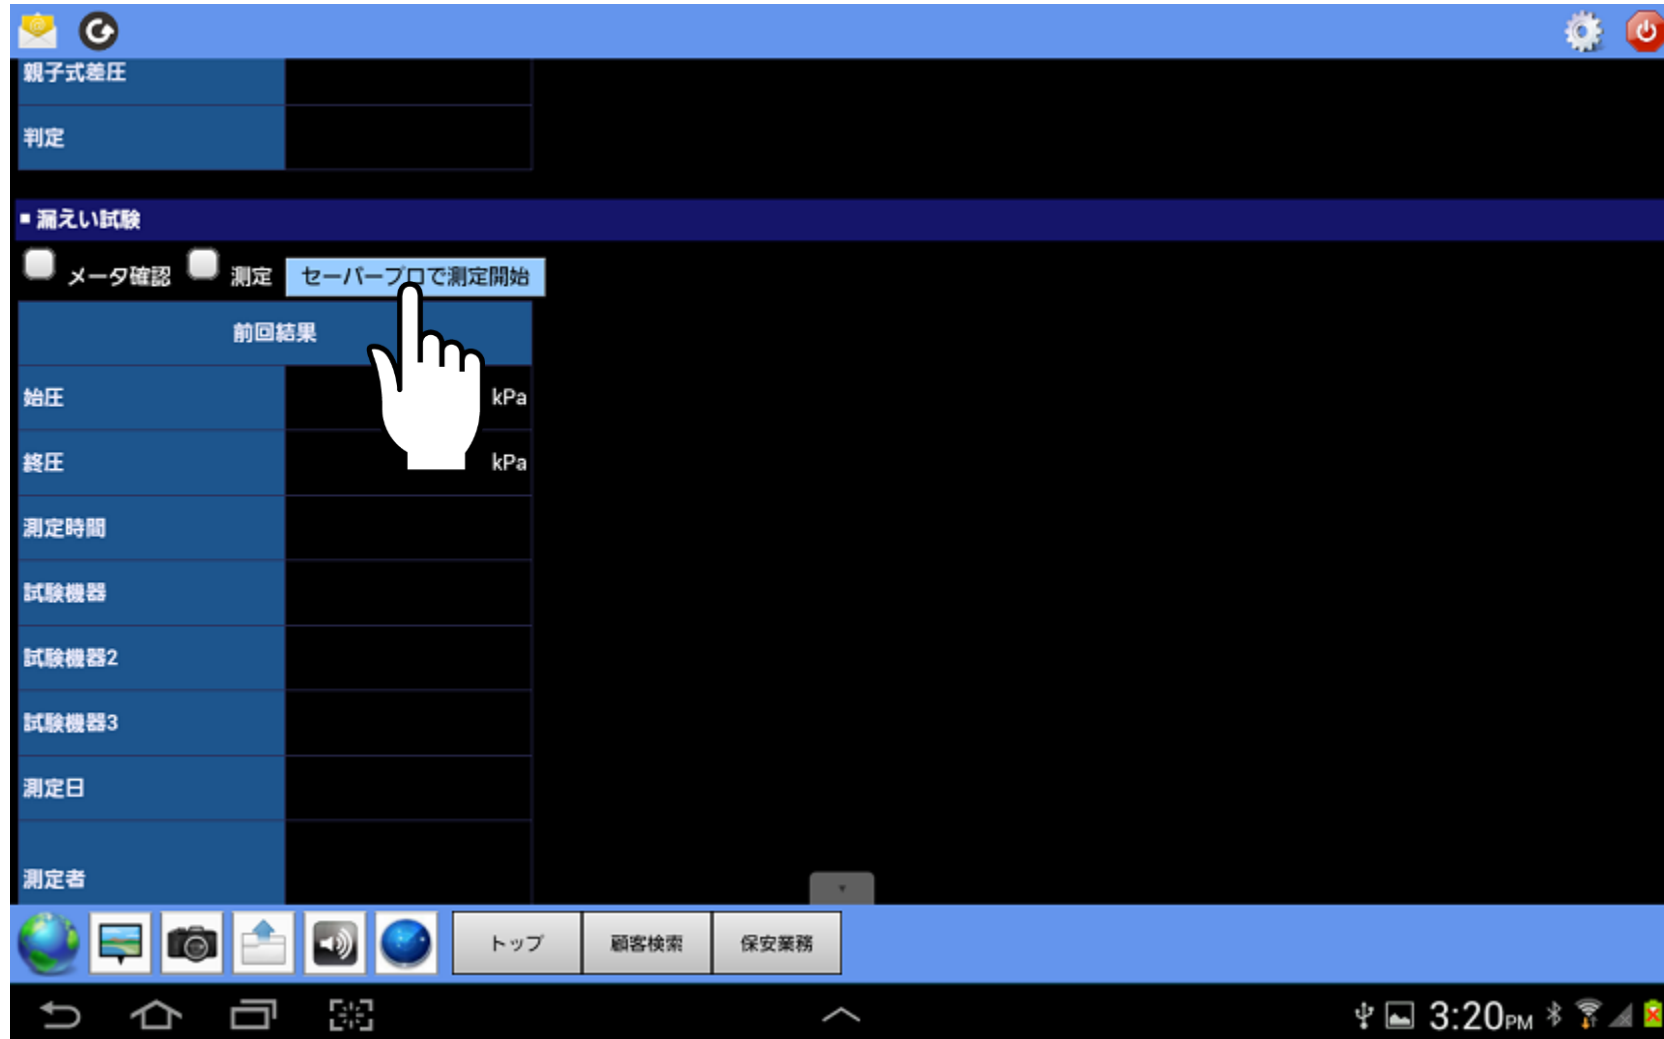 親子式差圧
判定
▪ 漏えい試験
メータ確認 測定 セーバープロで測定開始
前回結果
始圧 kPa
終圧 kPa
測定時間
試験機器
試験機器2
試験機器3
測定日
測定者
トップ 顧客検索 保安業務
3:20PM